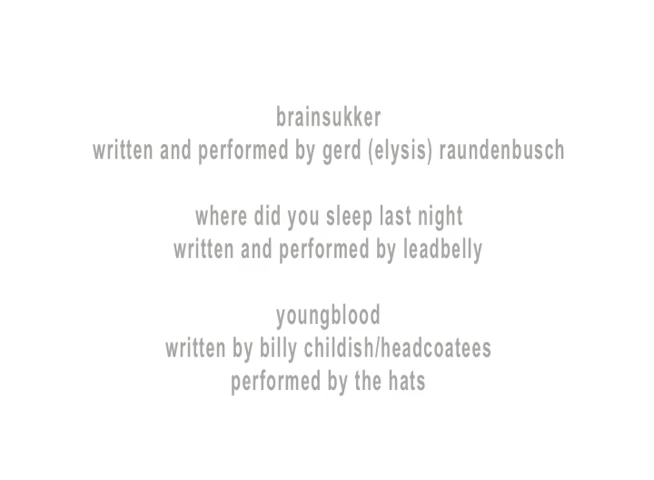 brainsukker
written and performed by gerd (elysis) raundenbusch
where did you sleep last night
written and performed by leadbelly
youngblood
written by billy childish/headcoatees
performed by the hats